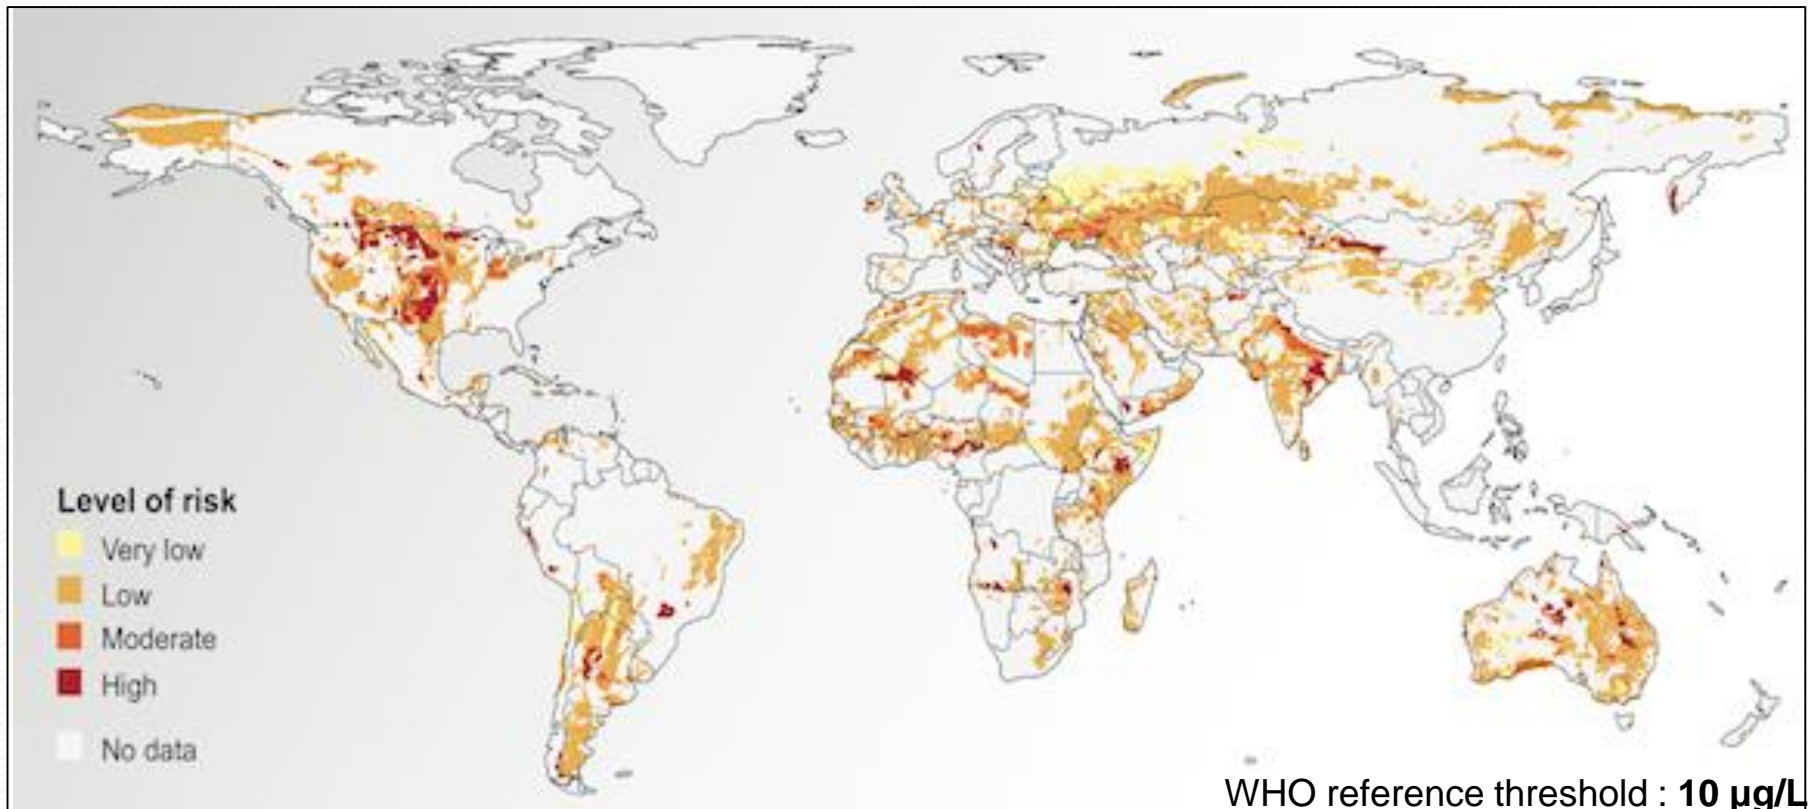 Level of risk
Very low
Low
Moderate
High
No data
WHO reference threshold : 10 µg/L